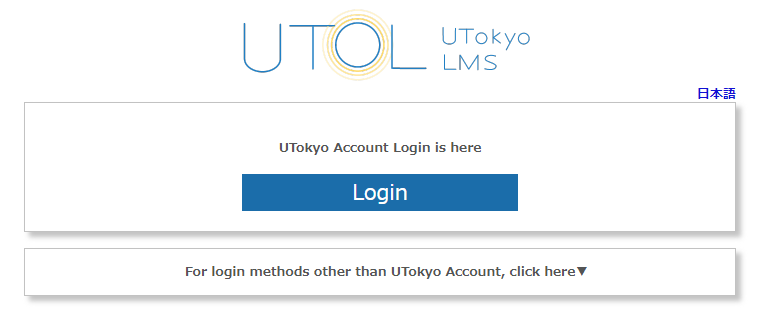 UTOL UTokyo
LMS
日本語
UTokyo Account Login is here
Login
For login methods other than UTokyo Account, click here▼